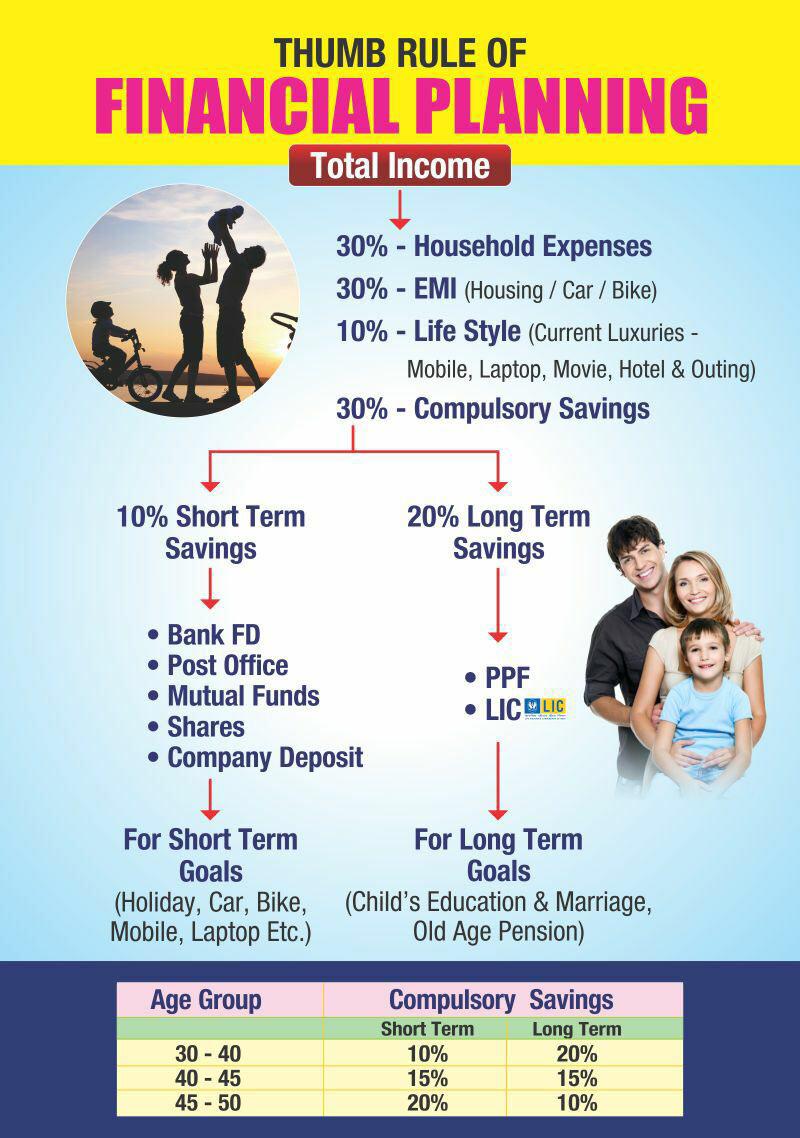 THUMB RULE OF
FINANCIAL PLANNING
Total Income
30% - Household Expenses
30% - EMI (Housing / Car / Bike)
10% - Life Style (Current Luxuries -
Mobile, Laptop, Movie, Hotel & Outing)
30% - Compulsory Savings
10% Short Term
Savings
• Bank FD
• Post Office
• Mutual Funds
• Shares
• Company Deposit
For Short Term
Goals
(Holiday, Car, Bike,
Mobile, Laptop Etc.)
20% Long Term
Savings
• PPF
• LIC LIC
For Long Term
Goals
(Child's Education & Marriage,
Old Age Pension)
Age Group Compulsory Savings
Short Term Long Term
30 - 40 10% 20%
40 - 45 15% 15%
45 - 50 20% 10%